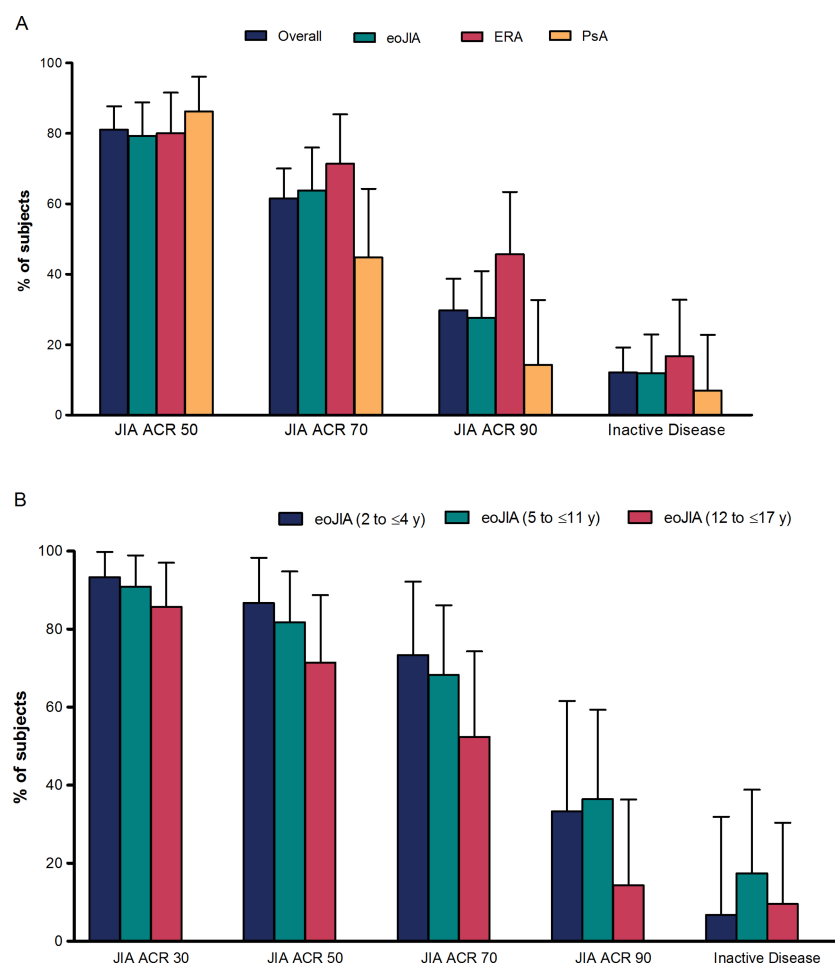 A
Overall eoJIA ERA PsA
% of subjects
100
80
60
40
20
0
JIA ACR 50 JIA ACR 70 JIA ACR 90 Inactive Disease
B
eoJIA (2 to ≤4 y) eoJIA (5 to ≤11 y) eoJIA (12 to ≤17 y)
% of subjects
100
80
60
40
20
0
JIA ACR 30 JIA ACR 50 JIA ACR 70 JIA ACR 90 Inactive Disease